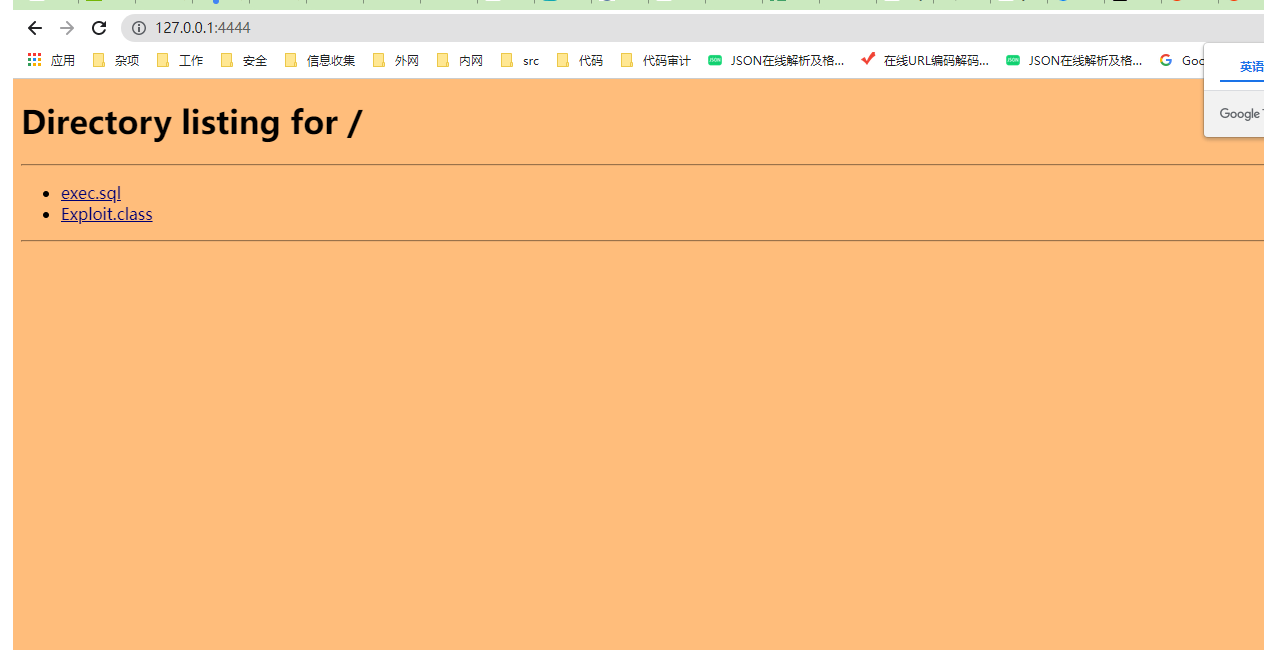 127.0.0.1:4444
应用 杂项 工作 安全 信息收集 外网 内网 src 代码 代码审计 JSON在线解析及格... 在线URL编码解码... JSON在线解析及格... Goo
英语
Google
Directory listing for /
exec.sql
Exploit.class